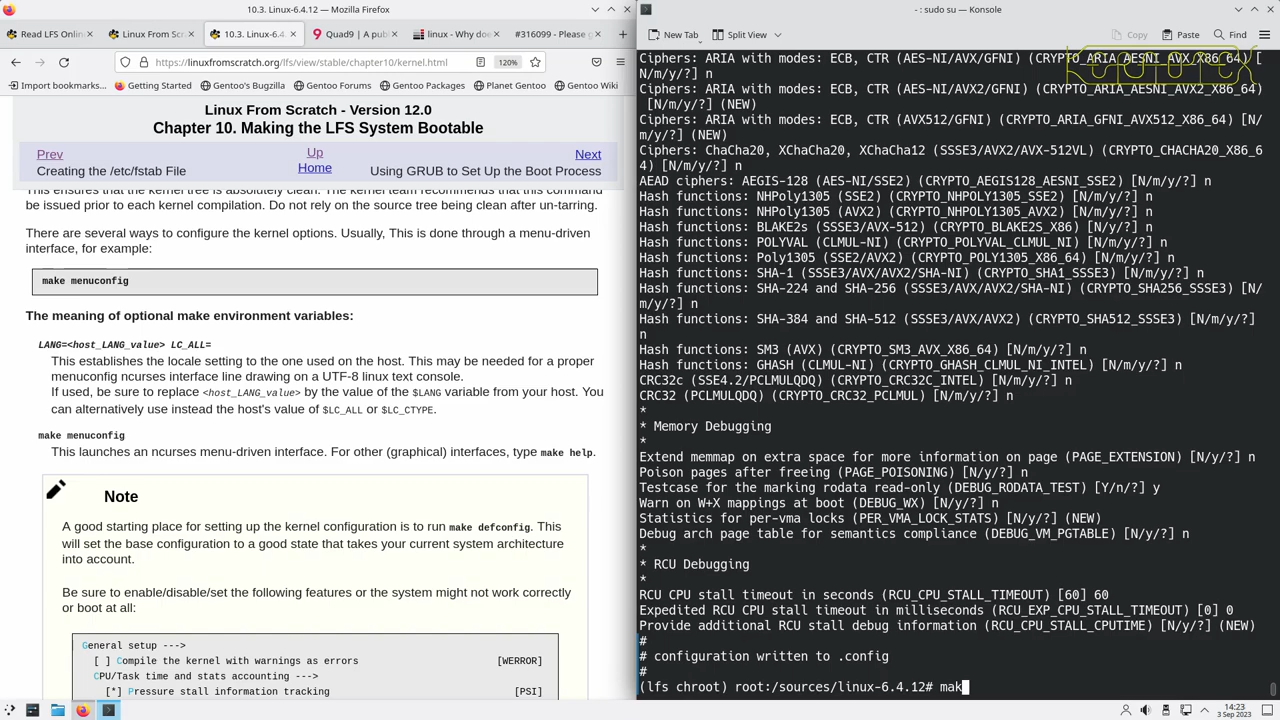 10.3. Linux-6.4.12 — Mozilla Firefox
Read LFS Onlin
Linux From Scra
10.3. Linux-6.4
Quad9 | A publ
linux - Why doe
#316099 - Please g
https://linuxfromscratch.org/lfs/view/stable/chapter10/kernel.html
120%
Import bookmarks...
Getting Started
Gentoo's Bugzilla
Gentoo Forums
Gentoo Packages
Planet Gentoo
Gentoo Wiki
Linux From Scratch - Version 12.0
Chapter 10. Making the LFS System Bootable
Prev
Up
Next
Creating the /etc/fstab File
Home
Using GRUB to Set Up the Boot Process
This ensures that the kernel tree is absolutely clean. The kernel team recommends that this command
be issued prior to each kernel compilation. Do not rely on the source tree being clean after un-tarring.
There are several ways to configure the kernel options. Usually, This is done through a menu-driven
interface, for example:
make menuconfig
The meaning of optional make environment variables:
LANG=<host_LANG_value> LC_ALL=
This establishes the locale setting to the one used on the host. This may be needed for a proper
menuconfig ncurses interface line drawing on a UTF-8 linux text console.
If used, be sure to replace <host_LANG_value> by the value of the $LANG variable from your host. You
can alternatively use instead the host's value of $LC_ALL or $LC_CTYPE.
make menuconfig
This launches an ncurses menu-driven interface. For other (graphical) interfaces, type make help.
Note
A good starting place for setting up the kernel configuration is to run make defconfig. This
will set the base configuration to a good state that takes your current system architecture
into account.
Be sure to enable/disable/set the following features or the system might not work correctly
or boot at all:
General setup --->
[ ] Compile the kernel with warnings as errors [WERROR]
CPU/Task time and stats accounting --->
[*] Pressure stall information tracking [PSI]
- : sudo su — Konsole
New Tab
Split View
Copy
Paste
Find
Ciphers: ARIA with modes: ECB, CTR (AES-NI/AVX/GFNI) (CRYPTO_ARIA_AESNI_AVX_X86_64) [
N/m/y/?] n
Ciphers: ARIA with modes: ECB, CTR (AES-NI/AVX2/GFNI) (CRYPTO_ARIA_AESNI_AVX2_X86_64)
[N/m/y/?] (NEW)
Ciphers: ARIA with modes: ECB, CTR (AVX512/GFNI) (CRYPTO_ARIA_GFNI_AVX512_X86_64) [N/
m/y/?] (NEW)
Ciphers: ChaCha20, XChaCha20, XChaCha12 (SSSE3/AVX2/AVX-512VL) (CRYPTO_CHACHA20_X86_6
4) [N/m/y/?] n
AEAD ciphers: AEGIS-128 (AES-NI/SSE2) (CRYPTO_AEGIS128_AESNI_SSE2) [N/m/y/?] n
Hash functions: NHPoly1305 (SSE2) (CRYPTO_NHPOLY1305_SSE2) [N/m/y/?] n
Hash functions: NHPoly1305 (AVX2) (CRYPTO_NHPOLY1305_AVX2) [N/m/y/?] n
Hash functions: BLAKE2s (SSSE3/AVX-512) (CRYPTO_BLAKE2S_X86) [N/y/?] n
Hash functions: POLYVAL (CLMUL-NI) (CRYPTO_POLYVAL_CLMUL_NI) [N/m/y/?] n
Hash functions: Poly1305 (SSE2/AVX2) (CRYPTO_POLY1305_X86_64) [N/m/y/?] n
Hash functions: SHA-1 (SSSE3/AVX/AVX2/SHA-NI) (CRYPTO_SHA1_SSSE3) [N/m/y/?] n
Hash functions: SHA-224 and SHA-256 (SSSE3/AVX/AVX2/SHA-NI) (CRYPTO_SHA256_SSSE3) [N/
m/y/?] n
Hash functions: SHA-384 and SHA-512 (SSSE3/AVX/AVX2) (CRYPTO_SHA512_SSSE3) [N/m/y/?]
n
Hash functions: SM3 (AVX) (CRYPTO_SM3_AVX_X86_64) [N/m/y/?] n
Hash functions: GHASH (CLMUL-NI) (CRYPTO_GHASH_CLMUL_NI_INTEL) [N/m/y/?] n
CRC32c (SSE4.2/PCLMULQDQ) (CRYPTO_CRC32C_INTEL) [N/m/y/?] n
CRC32 (PCLMULQDQ) (CRYPTO_CRC32_PCLMUL) [N/m/y/?] n
*
* Memory Debugging
*
Extend memmap on extra space for more information on page (PAGE_EXTENSION) [N/y/?] n
Poison pages after freeing (PAGE_POISONING) [N/y/?] n
Testcase for the marking rodata read-only (DEBUG_RODATA_TEST) [Y/n/?] y
Warn on W+X mappings at boot (DEBUG_WX) [N/y/?] n
Statistics for per-vma locks (PER_VMA_LOCK_STATS) [N/y/?] (NEW)
Debug arch page table for semantics compliance (DEBUG_VM_PGTABLE) [N/y/?] n
*
* RCU Debugging
*
RCU CPU stall timeout in seconds (RCU_CPU_STALL_TIMEOUT) [60] 60
Expedited RCU CPU stall timeout in milliseconds (RCU_EXP_CPU_STALL_TIMEOUT) [0] 0
Provide additional RCU stall debug information (RCU_CPU_STALL_CPUTIME) [N/y/?] (NEW)
#
# configuration written to .config
#
(lfs chroot) root:/sources/linux-6.4.12# mak
14:23
3 Sep 2023